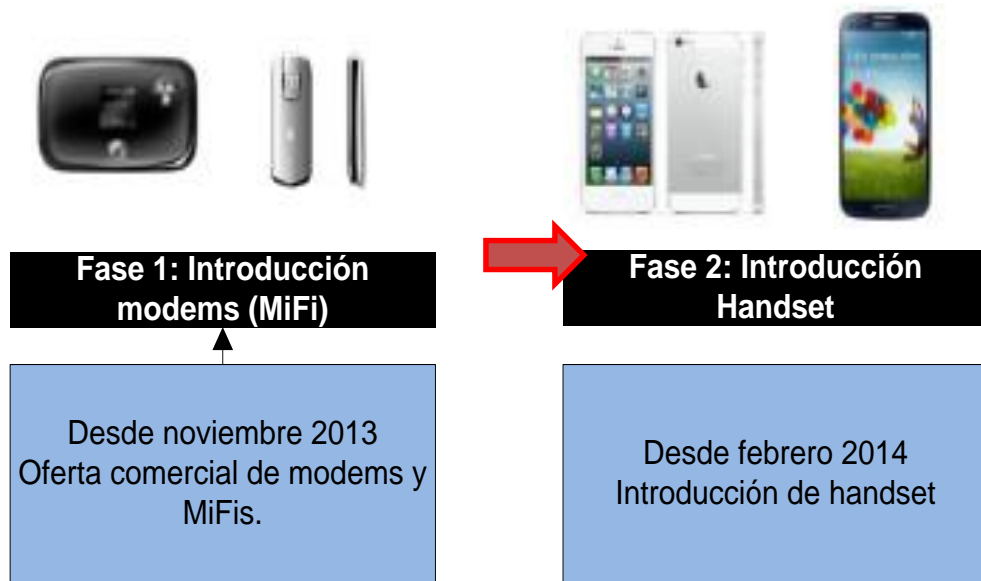 Fase 1: Introducción
modems (MiFi)
Desde noviembre 2013
Oferta comercial de modems y
MiFis.
Fase 2: Introducción
Handset
Desde febrero 2014
Introducción de handset